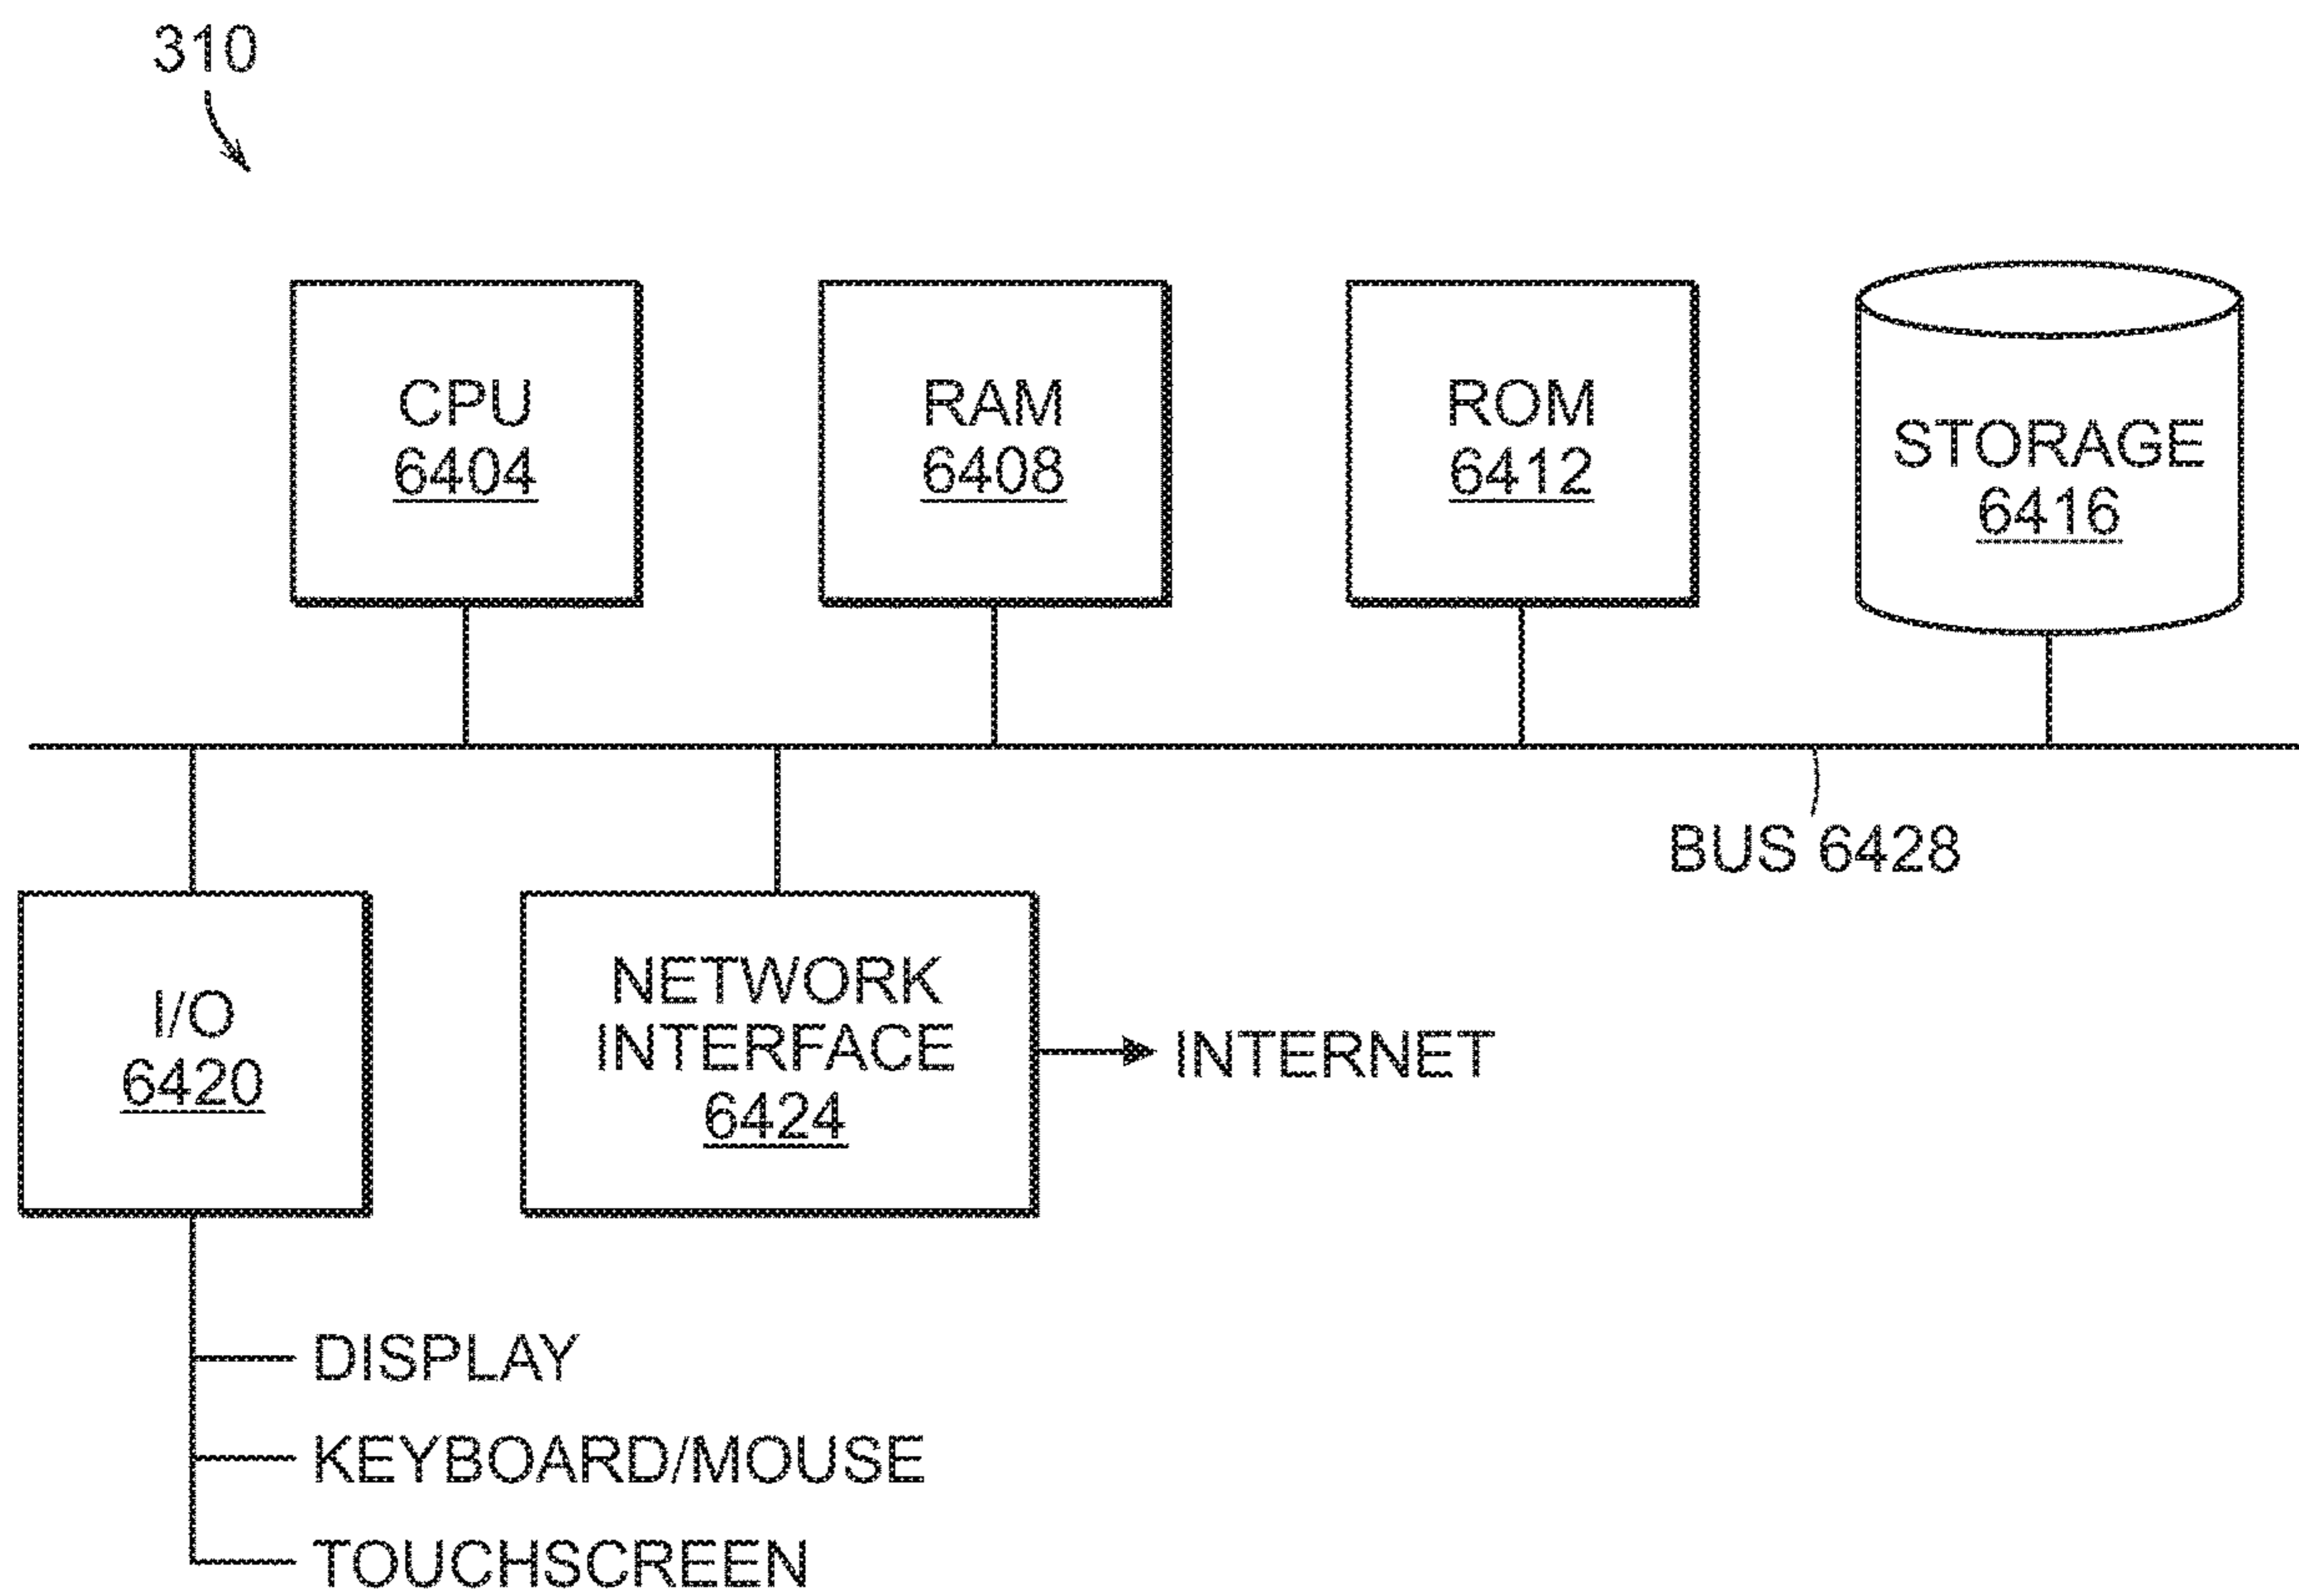 310
CPU
6404
RAM
6408
ROM
6412
STORAGE
6416
BUS 6428
I/O
6420
NETWORK
INTERFACE
6424
INTERNET
DISPLAY
KEYBOARD/MOUSE
TOUCHSCREEN